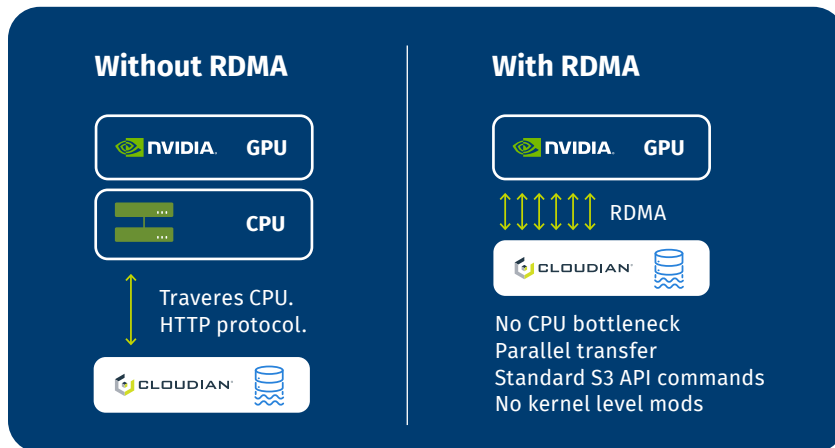 Without RDMA
NVIDIA. GPU
CPU
Traveres CPU.
HTTP protocol.
CLOUDIAN
With RDMA
NVIDIA. GPU
RDMA
CLOUDIAN
No CPU bottleneck
Parallel transfer
Standard S3 API commands
No kernel level mods